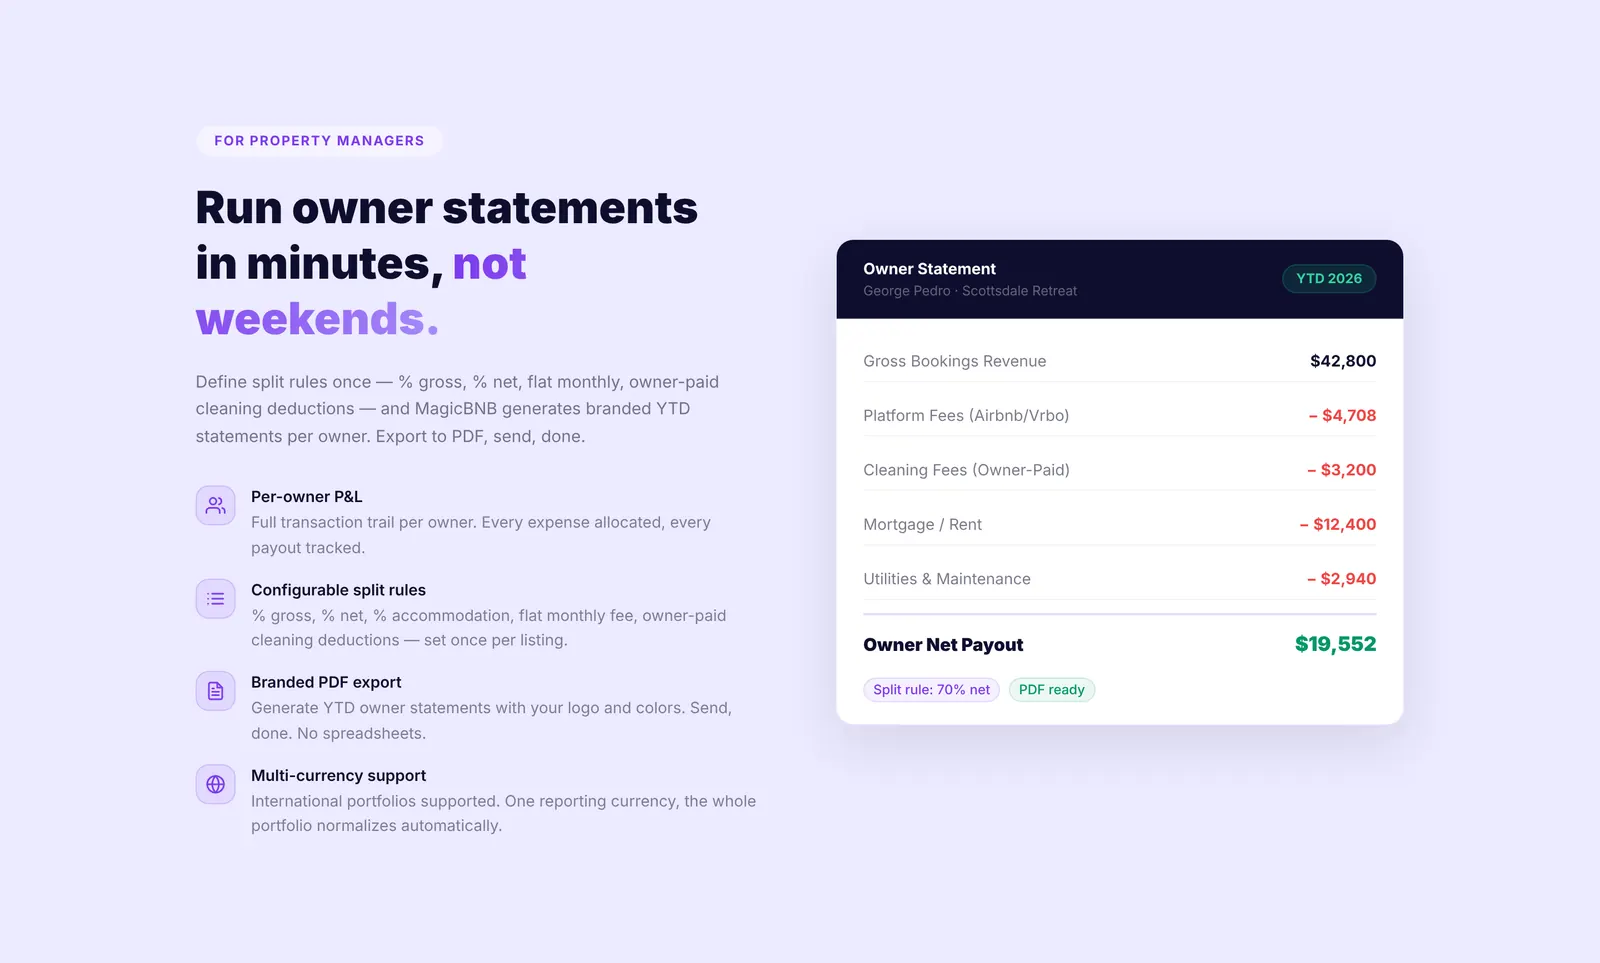 FOR PROPERTY MANAGERS
Run owner statements
in minutes, not
weekends.
Define split rules once — % gross, % net, flat monthly, owner-paid
cleaning deductions — and MagicBNB generates branded YTD
statements per owner. Export to PDF, send, done.
Per-owner P&L
Full transaction trail per owner. Every expense allocated, every
payout tracked.
Configurable split rules
% gross, % net, % accommodation, flat monthly fee, owner-paid
cleaning deductions — set once per listing.
Branded PDF export
Generate YTD owner statements with your logo and colors. Send,
done. No spreadsheets.
Multi-currency support
International portfolios supported. One reporting currency, the whole
portfolio normalizes automatically.
Owner Statement
George Pedro · Scottsdale Retreat
YTD 2026
Gross Bookings Revenue $42,800
Platform Fees (Airbnb/Vrbo) – $4,708
Cleaning Fees (Owner-Paid) – $3,200
Mortgage / Rent – $12,400
Utilities & Maintenance – $2,940
Owner Net Payout $19,552
Split rule: 70% net PDF ready